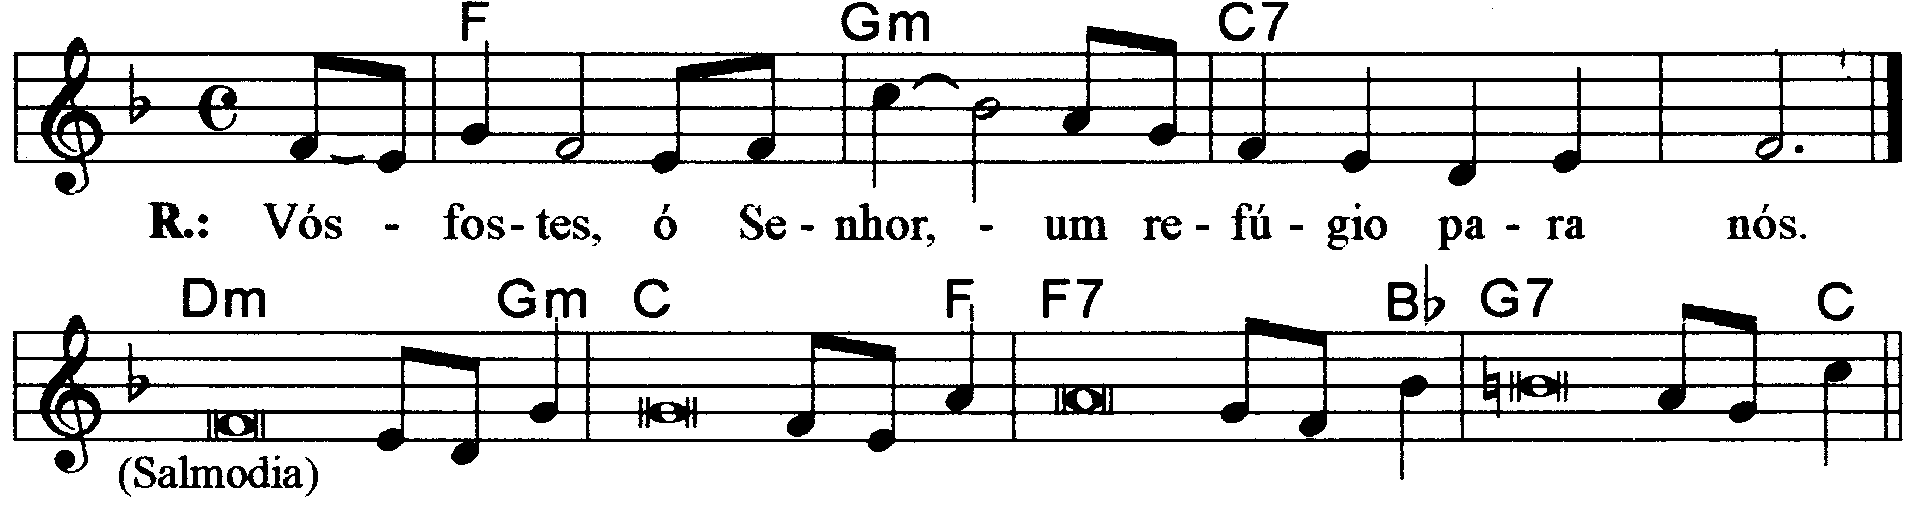 F Gm C7
R.: Vós - fos-tes, ó Se-nhor, - um re-fú-gio pa-ra nós.
Dm Gm C F F7 B♭ G7 C
(Salmodia)